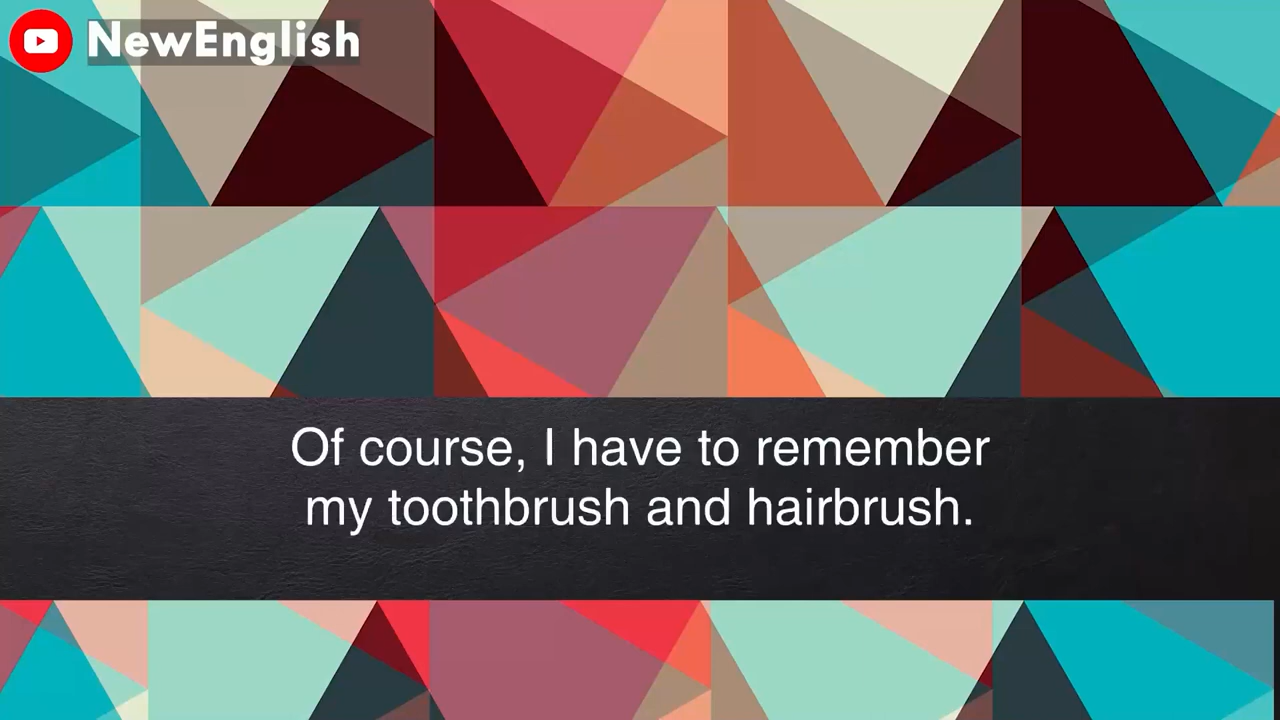 NewEnglish
Of course, I have to remember
my toothbrush and hairbrush.